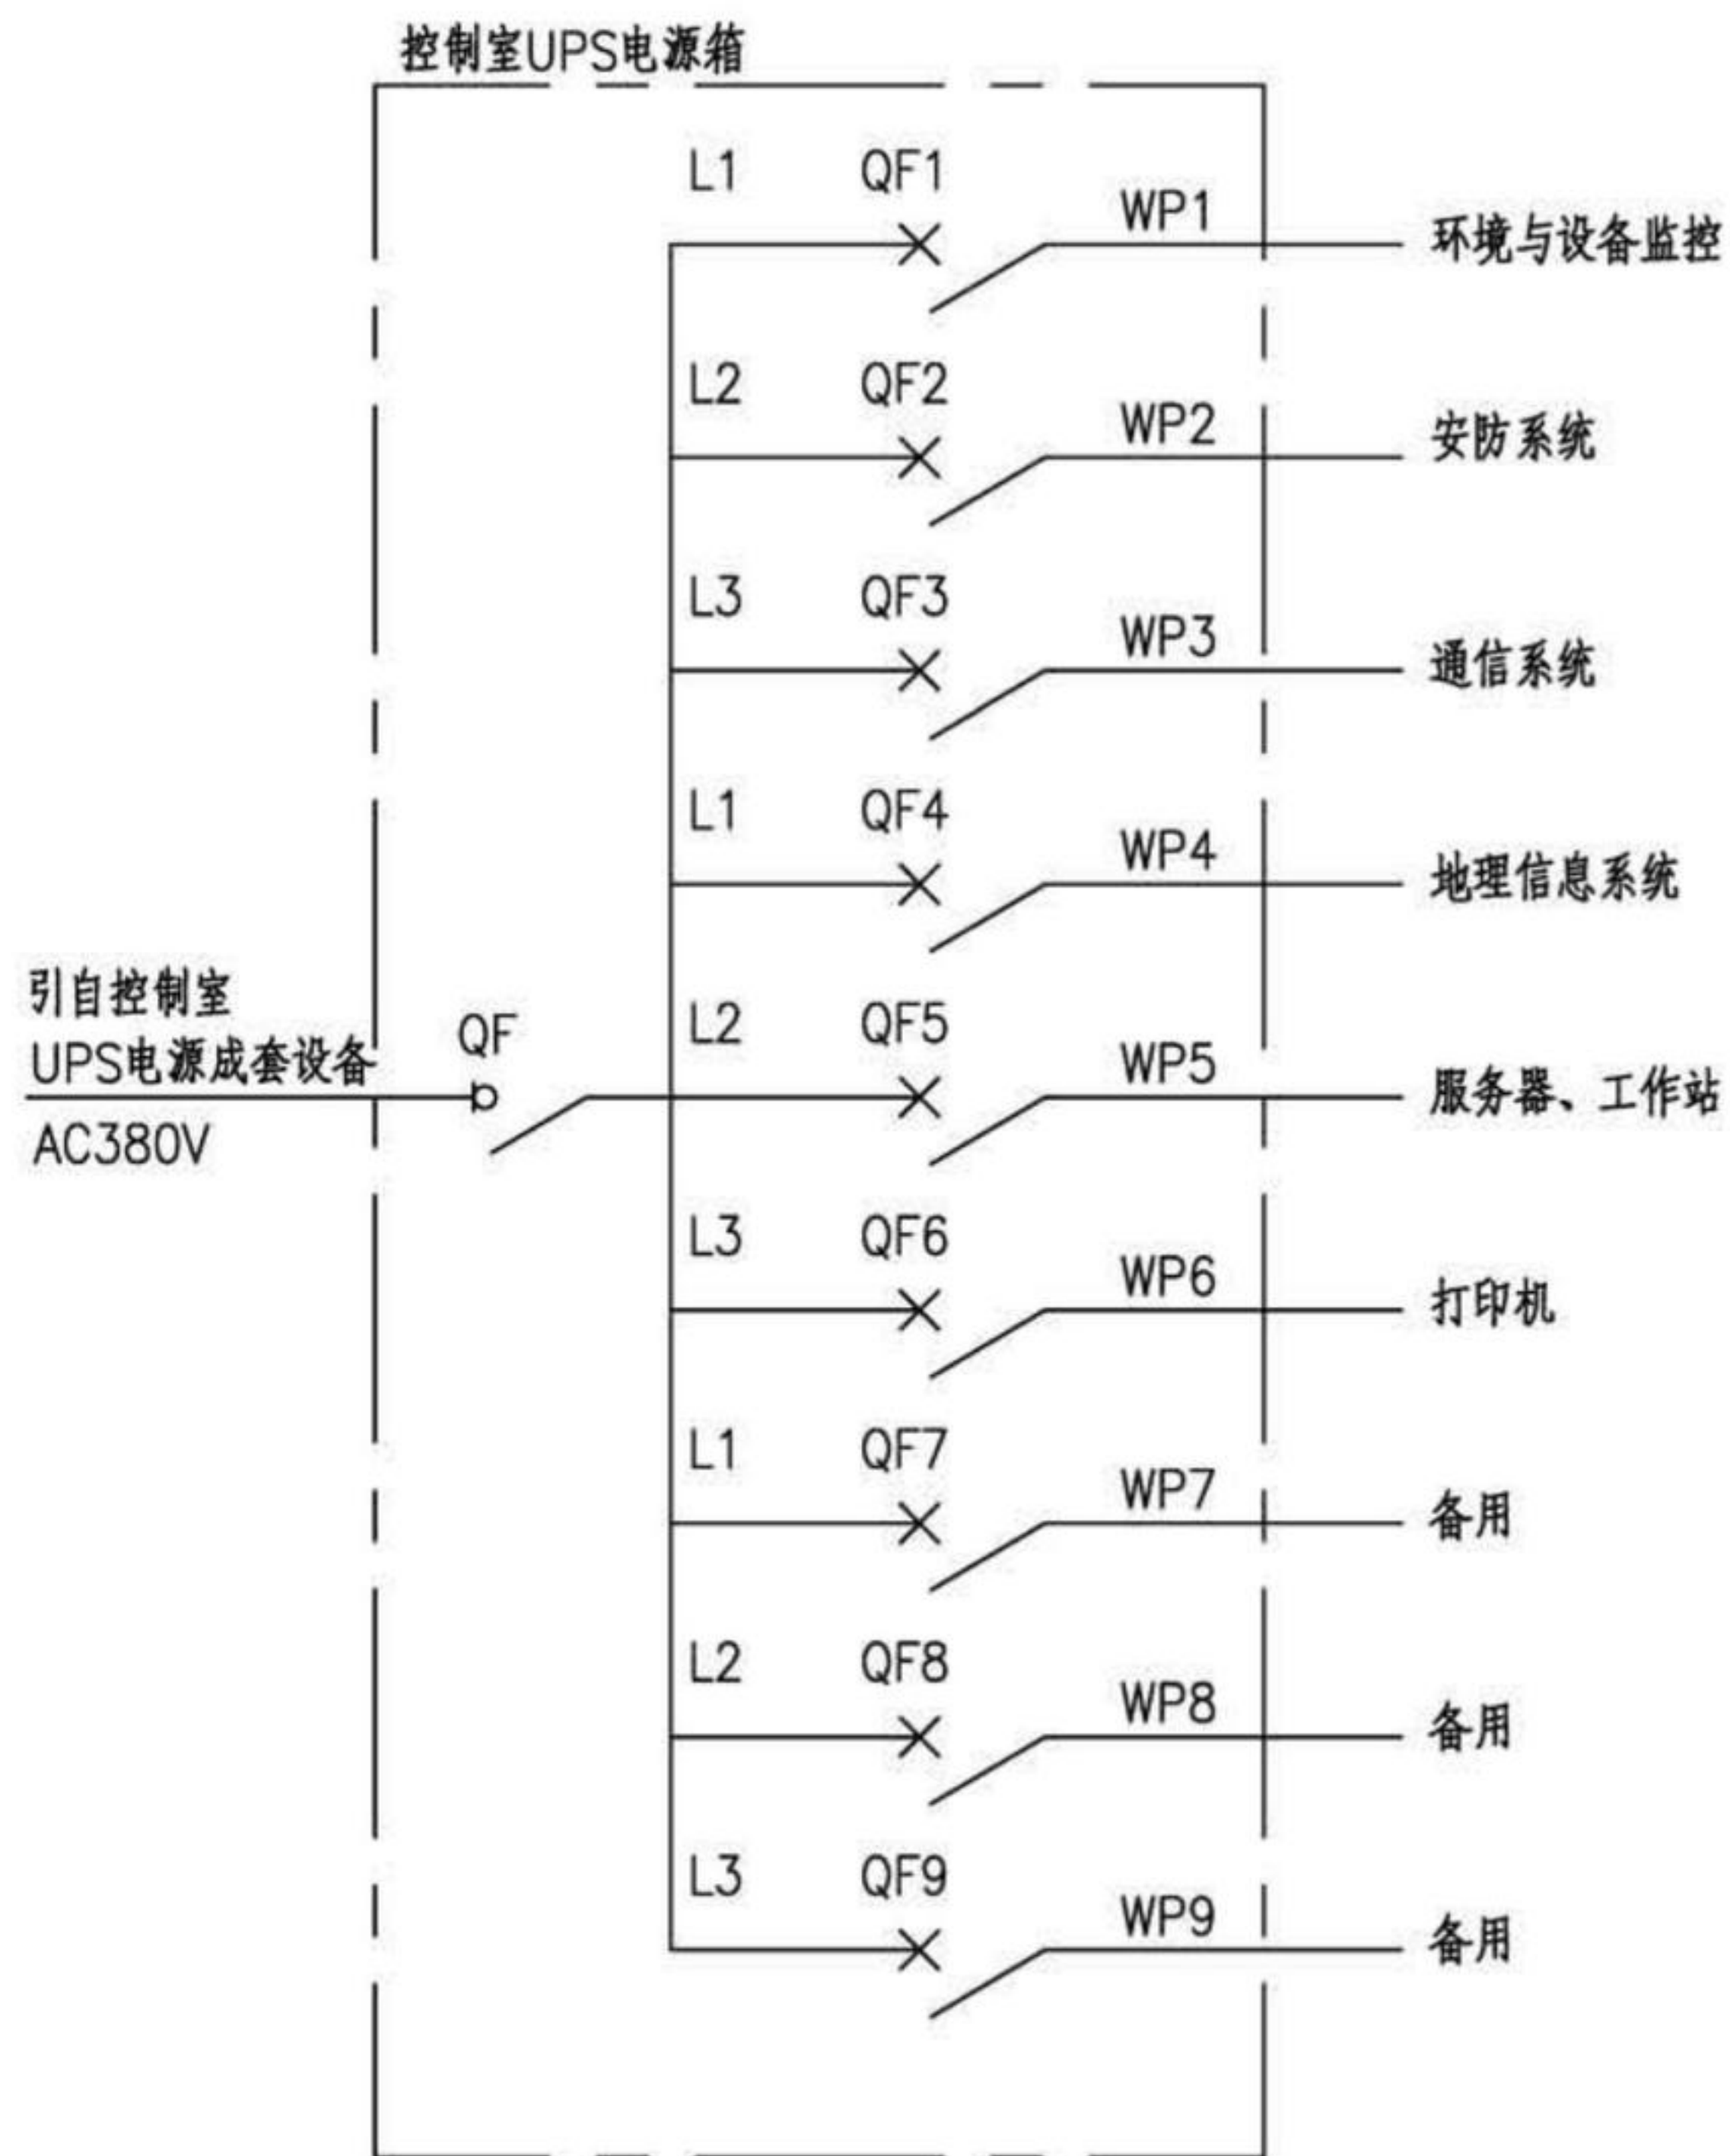 控制室UPS电源箱
L1 QF1 WP1 环境与设备监控
L2 QF2 WP2 安防系统
L3 QF3 WP3 通信系统
L1 QF4 WP4 地理信息系统
引自控制室
UPS电源成套设备
AC380V
QF
L2 QF5 WP5 服务器、工作站
L3 QF6 WP6 打印机
L1 QF7 WP7 备用
L2 QF8 WP8 备用
L3 QF9 WP9 备用